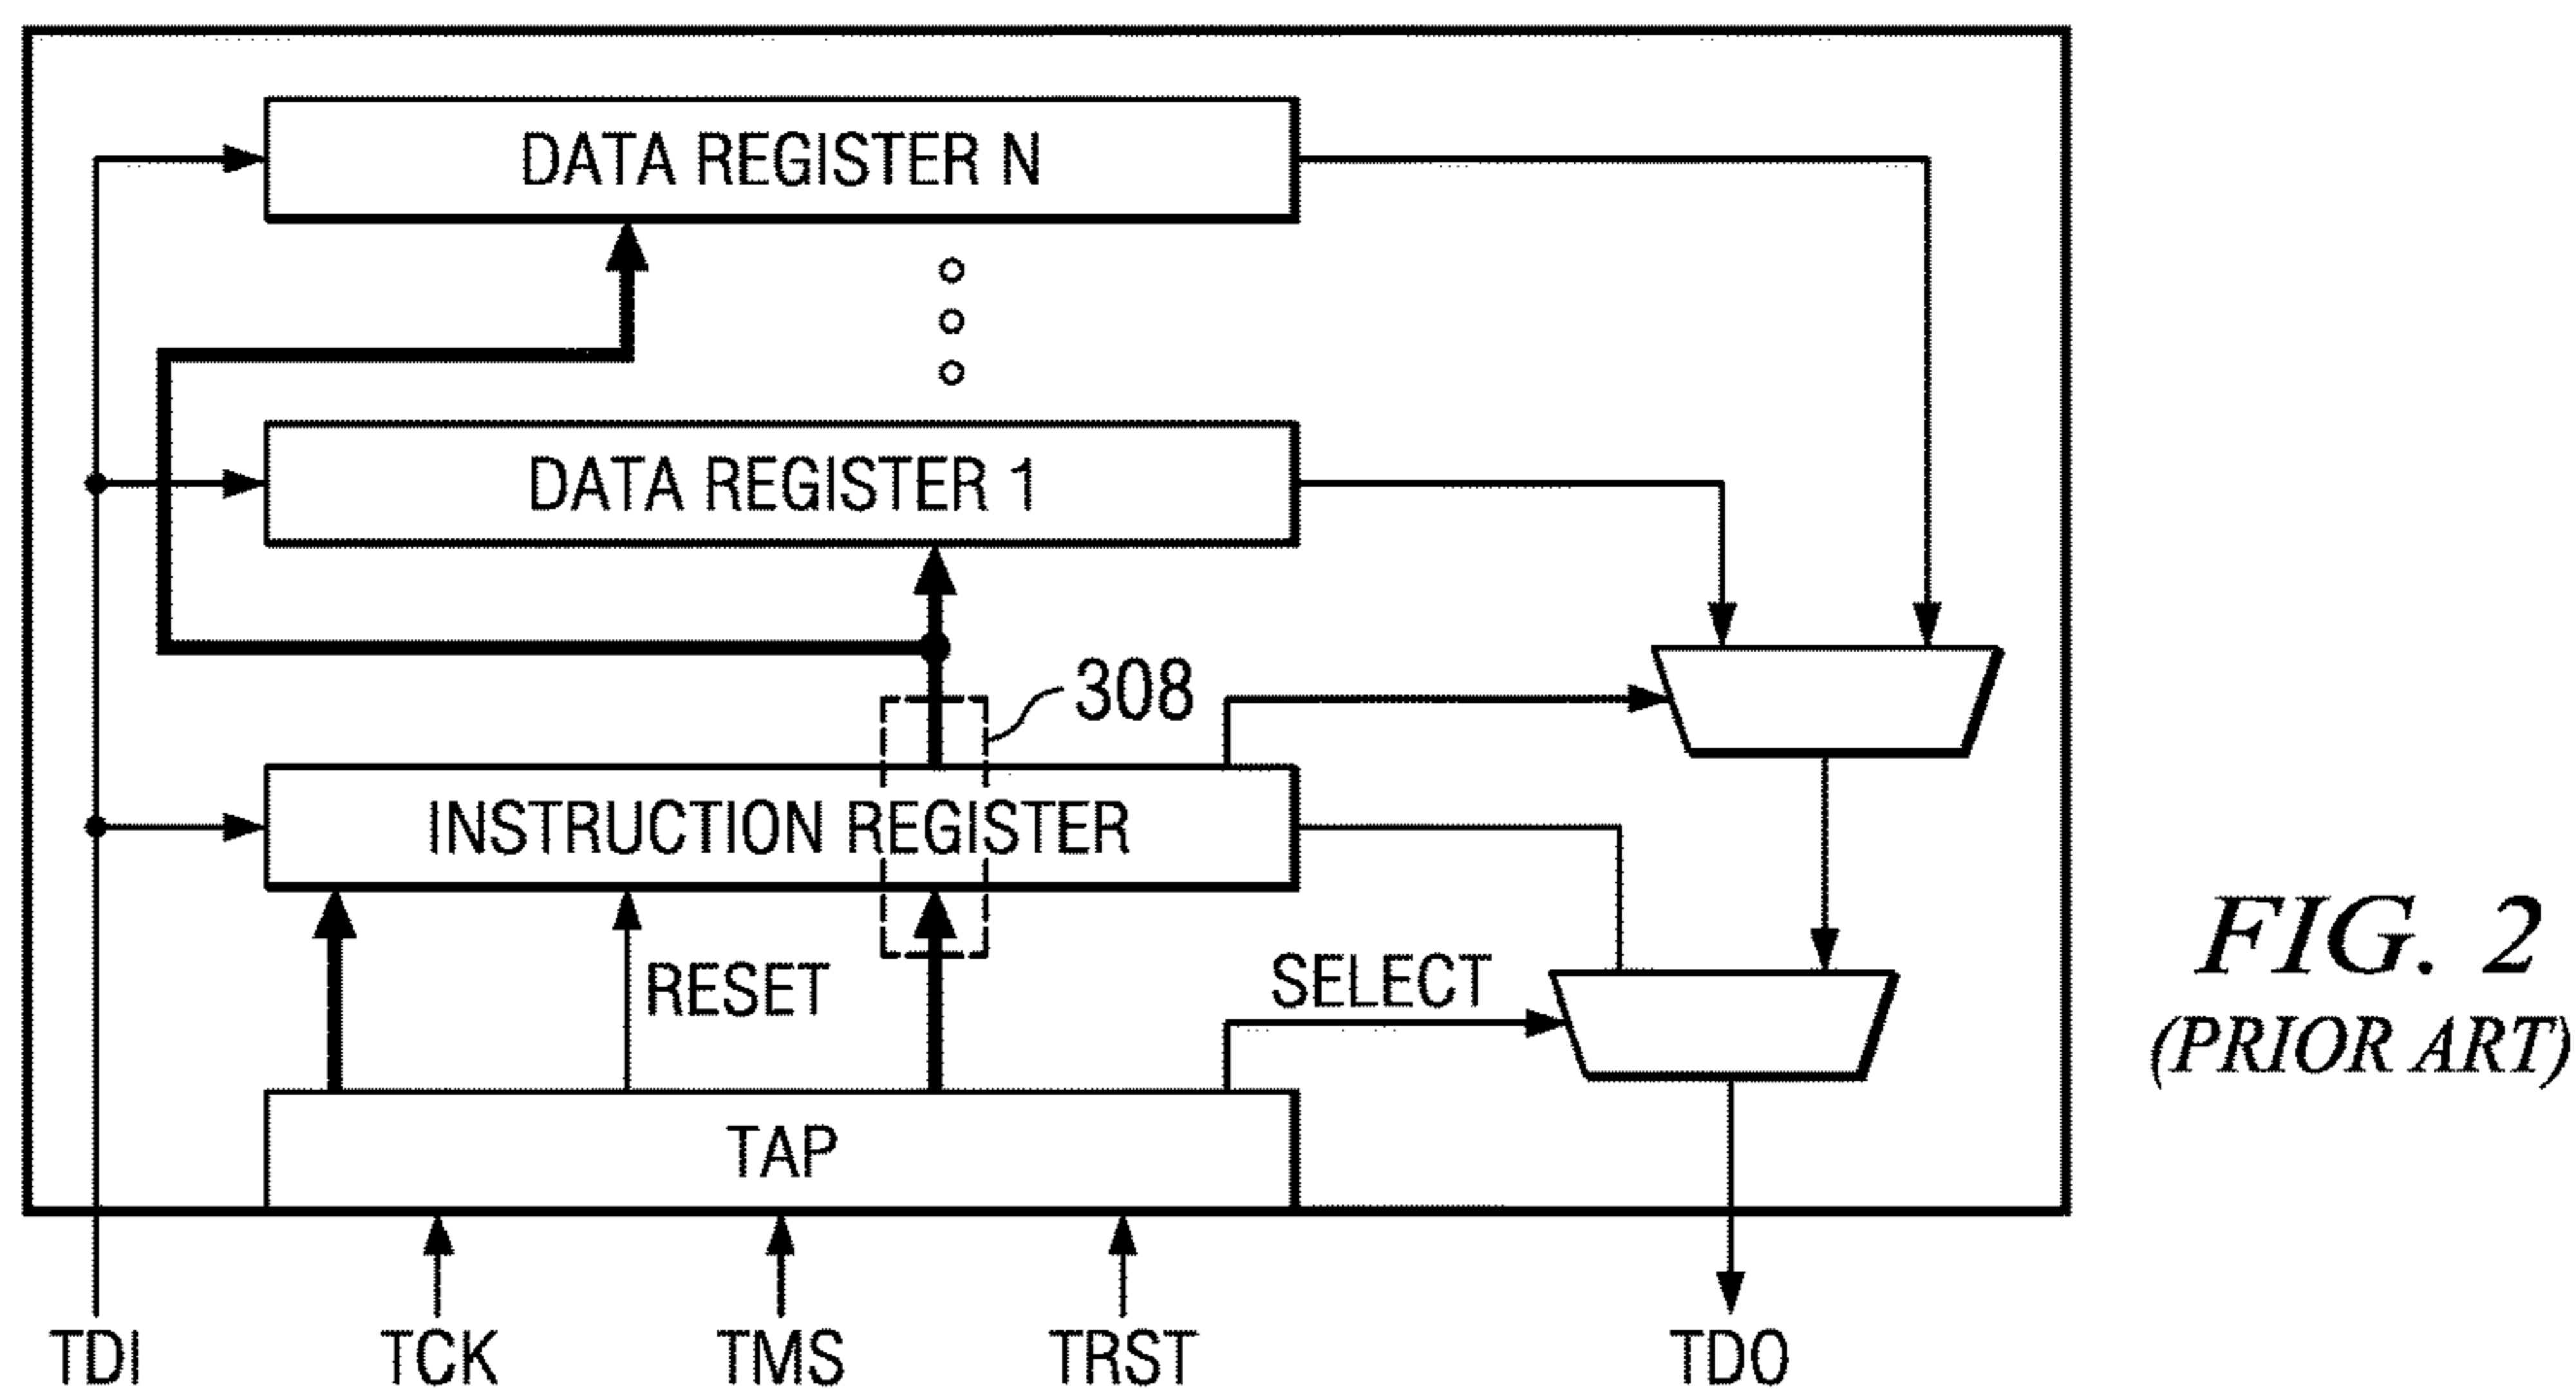 DATA REGISTER N
DATA REGISTER 1
308
INSTRUCTION REGISTER
RESET
SELECT
TAP
TDI
TCK
TMS
TRST
TDO
FIG. 2
(PRIOR ART)